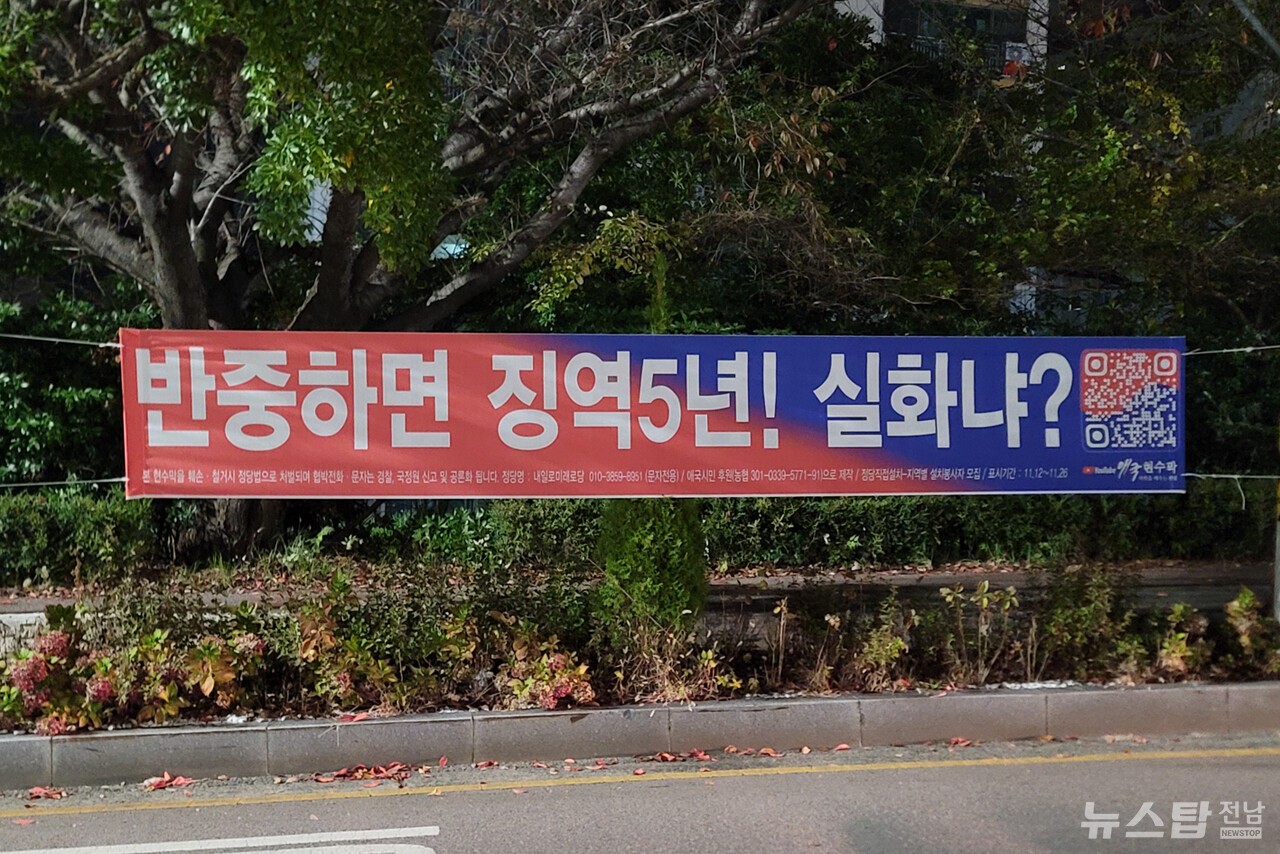 반중하면 징역5년! 실화냐?
본 현수막을 훼손·철거시 정당법으로 처벌되며 협박전화·문자는 경찰, 국정원 신고 및 공론화 됩니다. 정당명 : 내일로미래로당 010-3859-6951 (문자전용) / 애국시민 후원(농협 301-0339-5771-91)으로 제작 / 정당직접설치-지역별 설치봉사자 모집 / 표시기간 : 11.12~11.26
YouTube 애국현수막
뉴스탑 전남
NEWSTOP